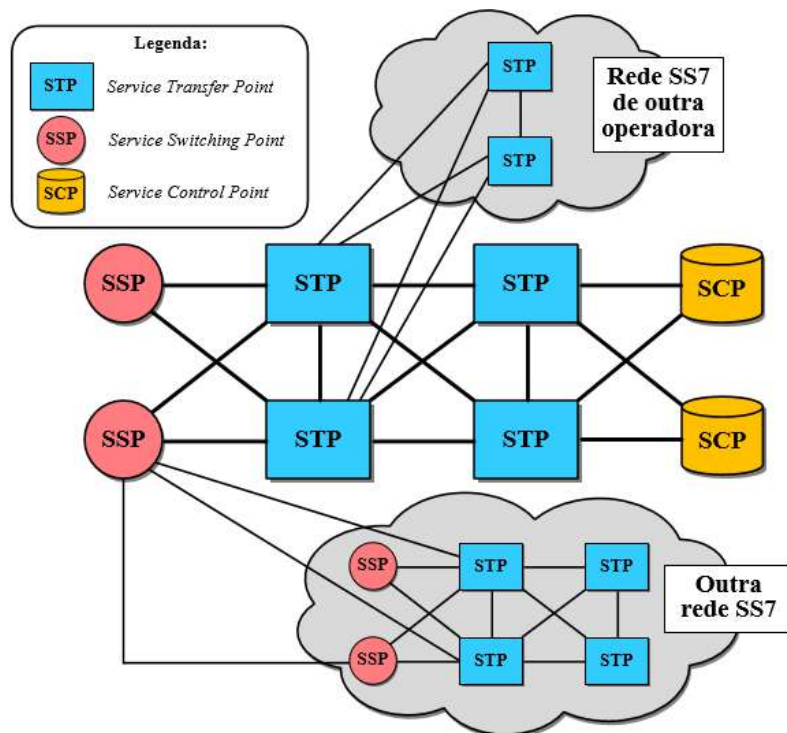 Legenda:
STP Service Transfer Point
SSP Service Switching Point
SCP Service Control Point
STP
STP
Rede SS7
de outra
operadora
SSP STP STP SCP
SSP STP STP SCP
SSP STP STP
SSP STP STP
Outra
rede SS7